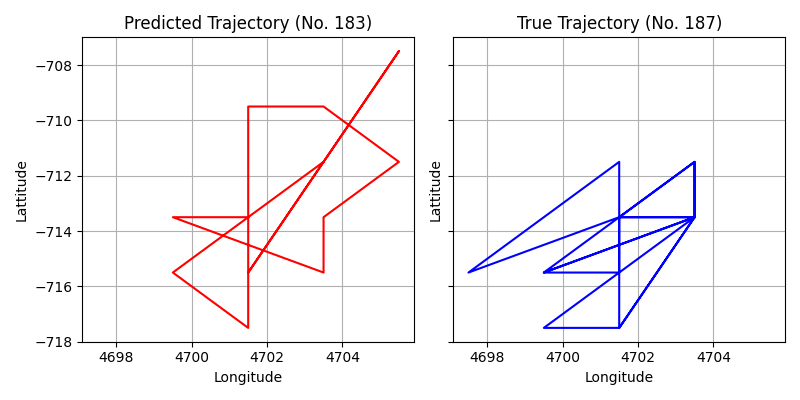 Predicted Trajectory (No. 183)
True Trajectory (No. 187)
Lattitude
−708
−710
−712
−714
−716
−718
4698
4700
4702
4704
Longitude
Lattitude
4698
4700
4702
4704
Longitude